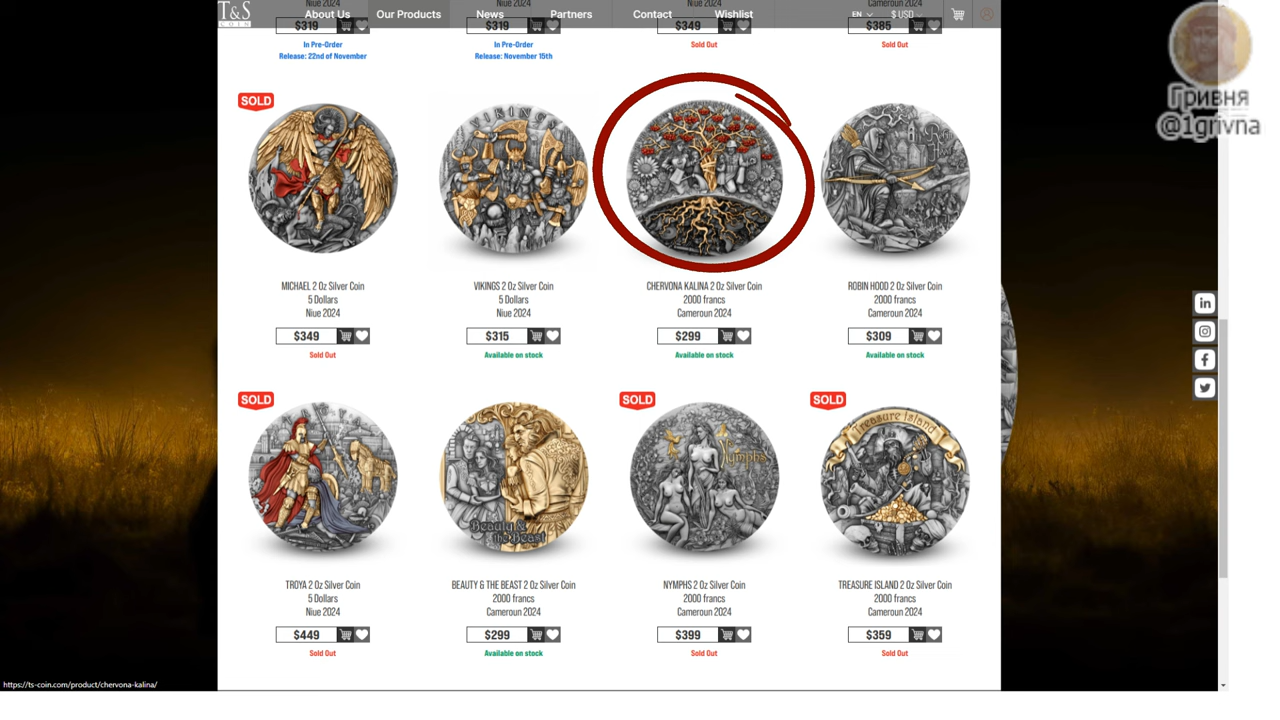 T&S
COIN
About Us
Our Products
News
Partners
Contact
Wishlist
EN
$ USD
Niue 2024
Niue 2024
Niue 2024
Cameroun 2024
$319
$319
$349
$385
In Pre-Order
Release: 22nd of November
In Pre-Order
Release: November 15th
Sold Out
Sold Out
Гривня
@1grivna
SOLD
VIKINGS
MICHAEL 2 Oz Silver Coin
5 Dollars
Niue 2024
$349
Sold Out
VIKINGS 2 Oz Silver Coin
5 Dollars
Niue 2024
$315
Available on stock
CHERVONA KALINA 2 Oz Silver Coin
2000 francs
Cameroun 2024
$299
Available on stock
ROBIN HOOD 2 Oz Silver Coin
2000 francs
Cameroun 2024
$309
Available on stock
in
SOLD
SOLD
SOLD
Beauty &
the Beast
Nymphs
Treasure Island
TROYA 2 Oz Silver Coin
5 Dollars
Niue 2024
$449
Sold Out
BEAUTY & THE BEAST 2 Oz Silver Coin
2000 francs
Cameroun 2024
$299
Available on stock
NYMPHS 2 Oz Silver Coin
2000 francs
Cameroun 2024
$399
Sold Out
TREASURE ISLAND 2 Oz Silver Coin
2000 francs
Cameroun 2024
$359
Sold Out
https://ts-coin.com/product/chervona-kalina/